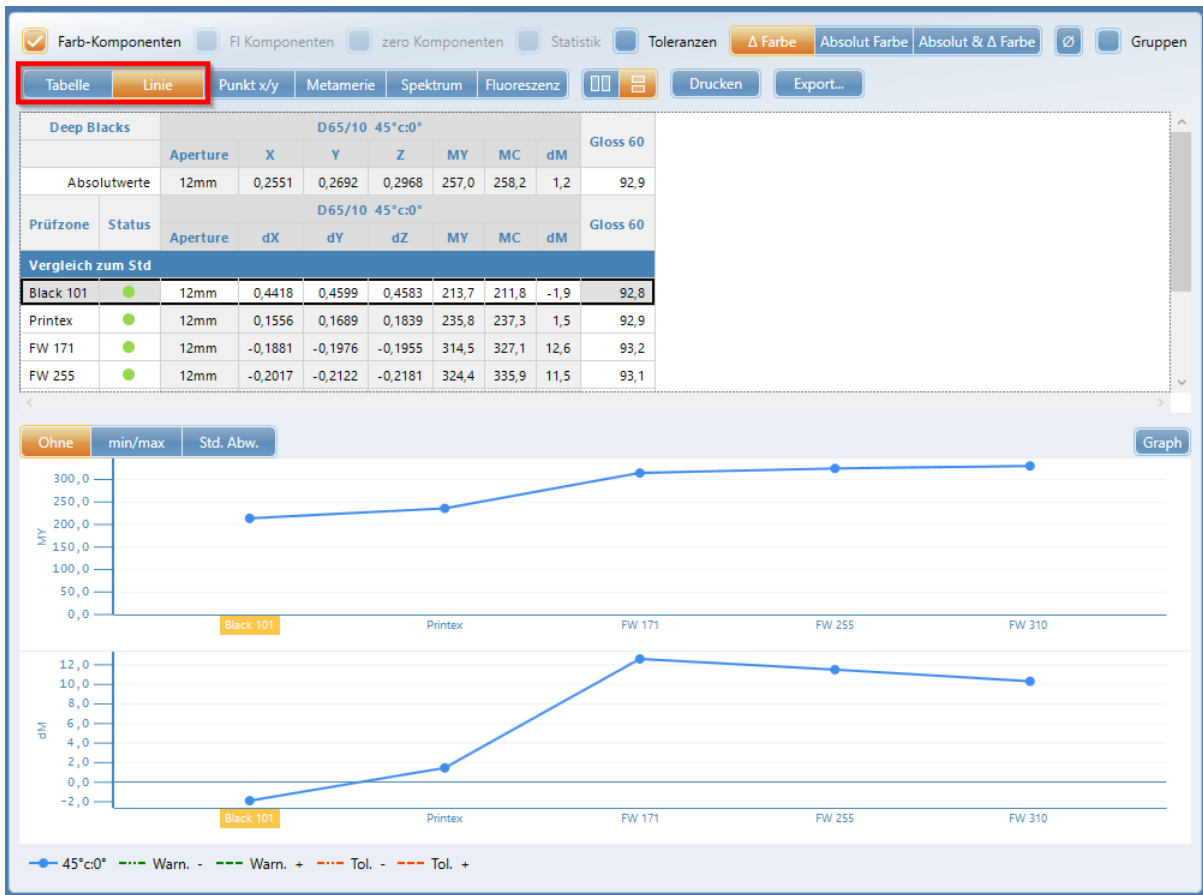 Farb-Komponenten FI Komponenten zero Komponenten Statistik Toleranzen Δ Farbe Absolut Farbe Absolut & Δ Farbe Ø Gruppen
Tabelle Linie Punkt x/y Metamerie Spektrum Fluoreszenz Drucken Export...
Deep Blacks D65/10 45°c:0° Gloss 60
Aperture X Y Z MY MC dM
Absolutwerte 12mm 0,2551 0,2692 0,2968 257,0 258,2 1,2 92,9
Prüfzone Status D65/10 45°c:0° Gloss 60
Aperture dX dY dZ MY MC dM
Vergleich zum Std
Black 101 12mm 0,4418 0,4599 0,4583 213,7 211,8 -1,9 92,8
Printex 12mm 0,1556 0,1689 0,1839 235,8 237,3 1,5 92,9
FW 171 12mm -0,1881 -0,1976 -0,1955 314,5 327,1 12,6 93,2
FW 255 12mm -0,2017 -0,2122 -0,2181 324,4 335,9 11,5 93,1
Ohne min/max Std. Abw. Graph
300,0
250,0
200,0
150,0
100,0
50,0
0,0
MY
Black 101 Printex FW 171 FW 255 FW 310
12,0
10,0
8,0
6,0
4,0
2,0
0,0
-2,0
dM
Black 101 Printex FW 171 FW 255 FW 310
45°c:0° Warn. - Warn. + Tol. - Tol. +